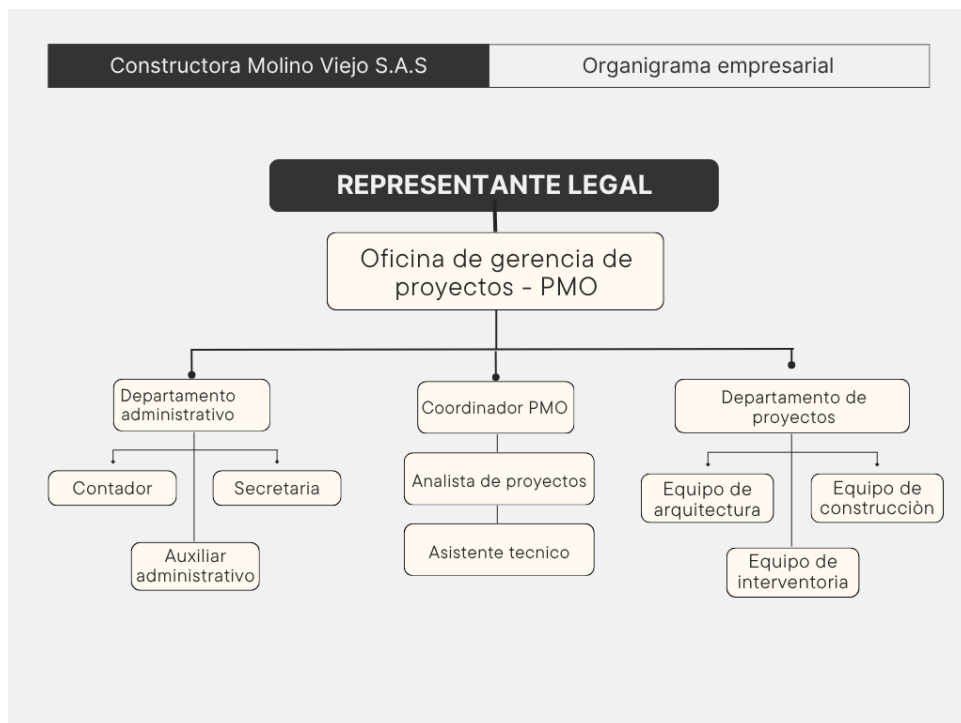 Constructora Molino Viejo S.A.S
Organigrama empresarial
REPRESENTANTE LEGAL
Oficina de gerencia de
proyectos - PMO
Departamento
administrativo
Contador
Secretaria
Auxiliar
administrativo
Coordinador PMO
Analista de proyectos
Asistente tecnico
Departamento de
proyectos
Equipo de
arquitectura
Equipo de
construcciòn
Equipo de
interventoria